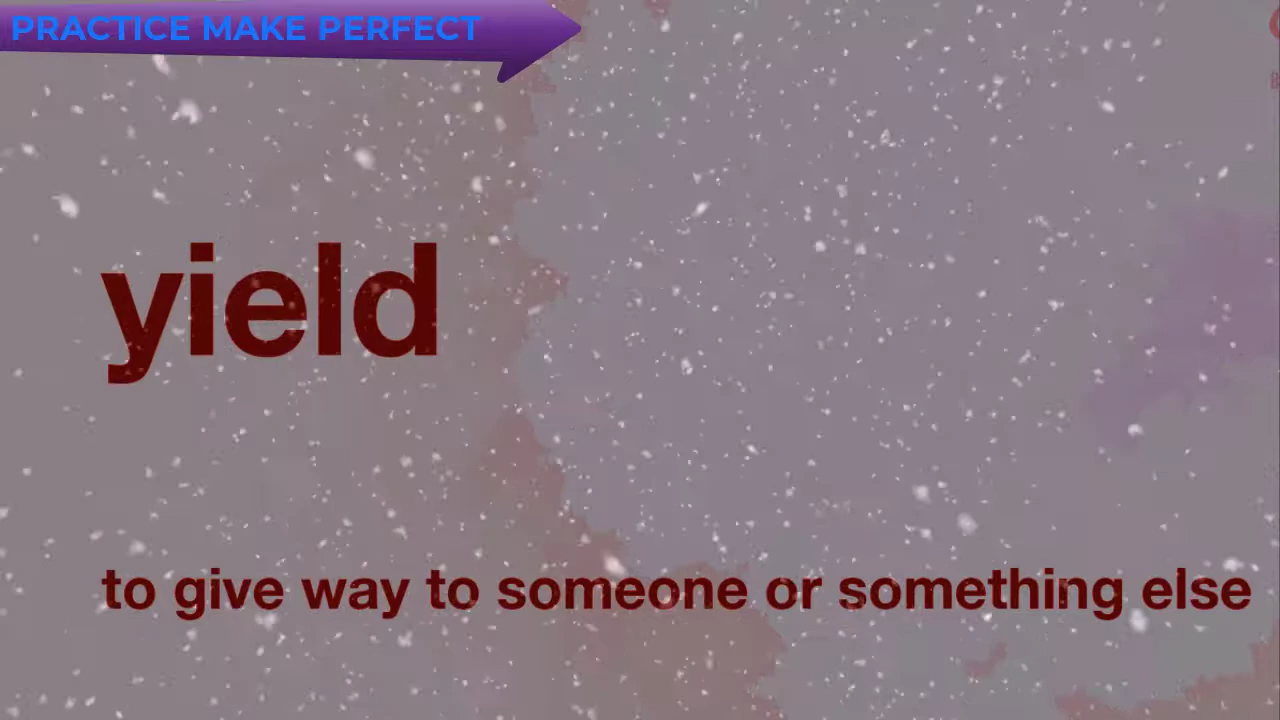 PRACTICE MAKE PERFECT
yield
to give way to someone or something else